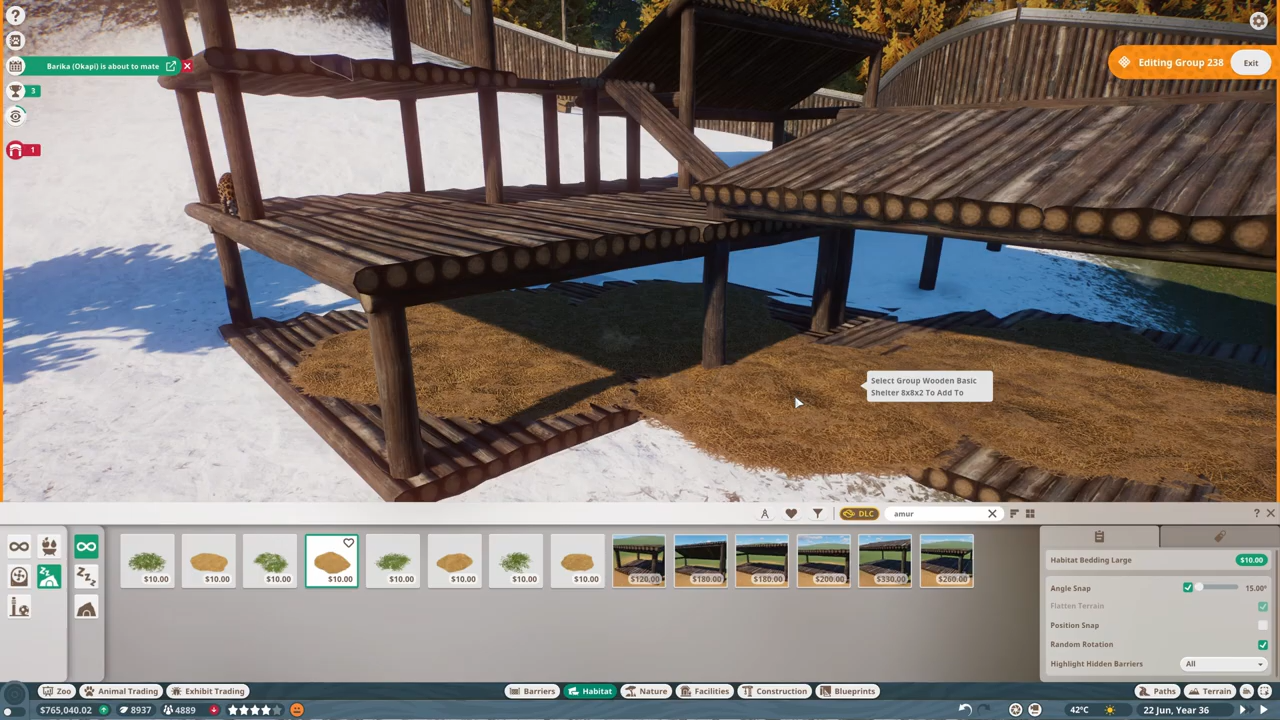 ?
Barika (Okapi) is about to mate
3
1
Editing Group 238
Exit
Select Group Wooden Basic
Shelter 8x8x2 To Add To
DLC
amur
?
$10.00
$10.00
$10.00
$10.00
$10.00
$10.00
$10.00
$10.00
$120.00
$180.00
$180.00
$200.00
$330.00
$260.00
Habitat Bedding Large
$10.00
Angle Snap
15.00°
Flatten Terrain
Position Snap
Random Rotation
Highlight Hidden Barriers
All
Zoo
Animal Trading
Exhibit Trading
Barriers
Habitat
Nature
Facilities
Construction
Blueprints
Paths
Terrain
$765,040.02
8937
4889
42°C
22 Jun, Year 36